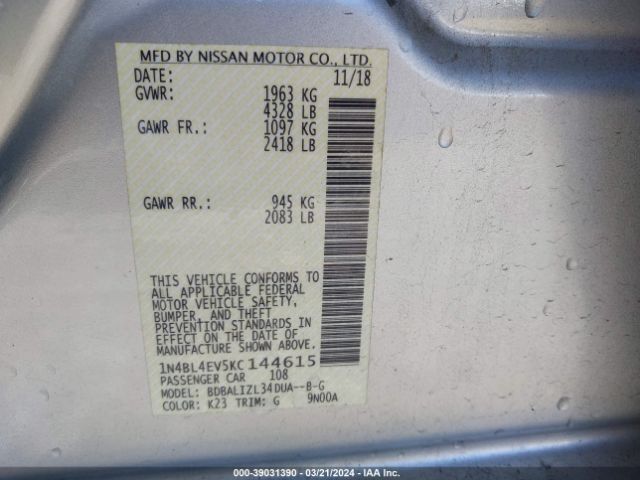 MFD BY NISSAN MOTOR CO., LTD.
DATE: 11/18
GVWR: 1963 KG
4328 LB
GAWR FR.: 1097 KG
2418 LB
GAWR RR.: 945 KG
2083 LB
THIS VEHICLE CONFORMS TO
ALL APPLICABLE FEDERAL
MOTOR VEHICLE SAFETY,
BUMPER, AND THEFT
PREVENTION STANDARDS IN
EFFECT ON THE DATE OF
MANUFACTURE SHOWN ABOVE.
1N4BL4EV5KC144615
PASSENGER CAR 108
MODEL: BDBALIZL34DUA--B-G
COLOR: K23 TRIM: G 9N00A
000-39031390 - 03/21/2024 - IAA Inc.